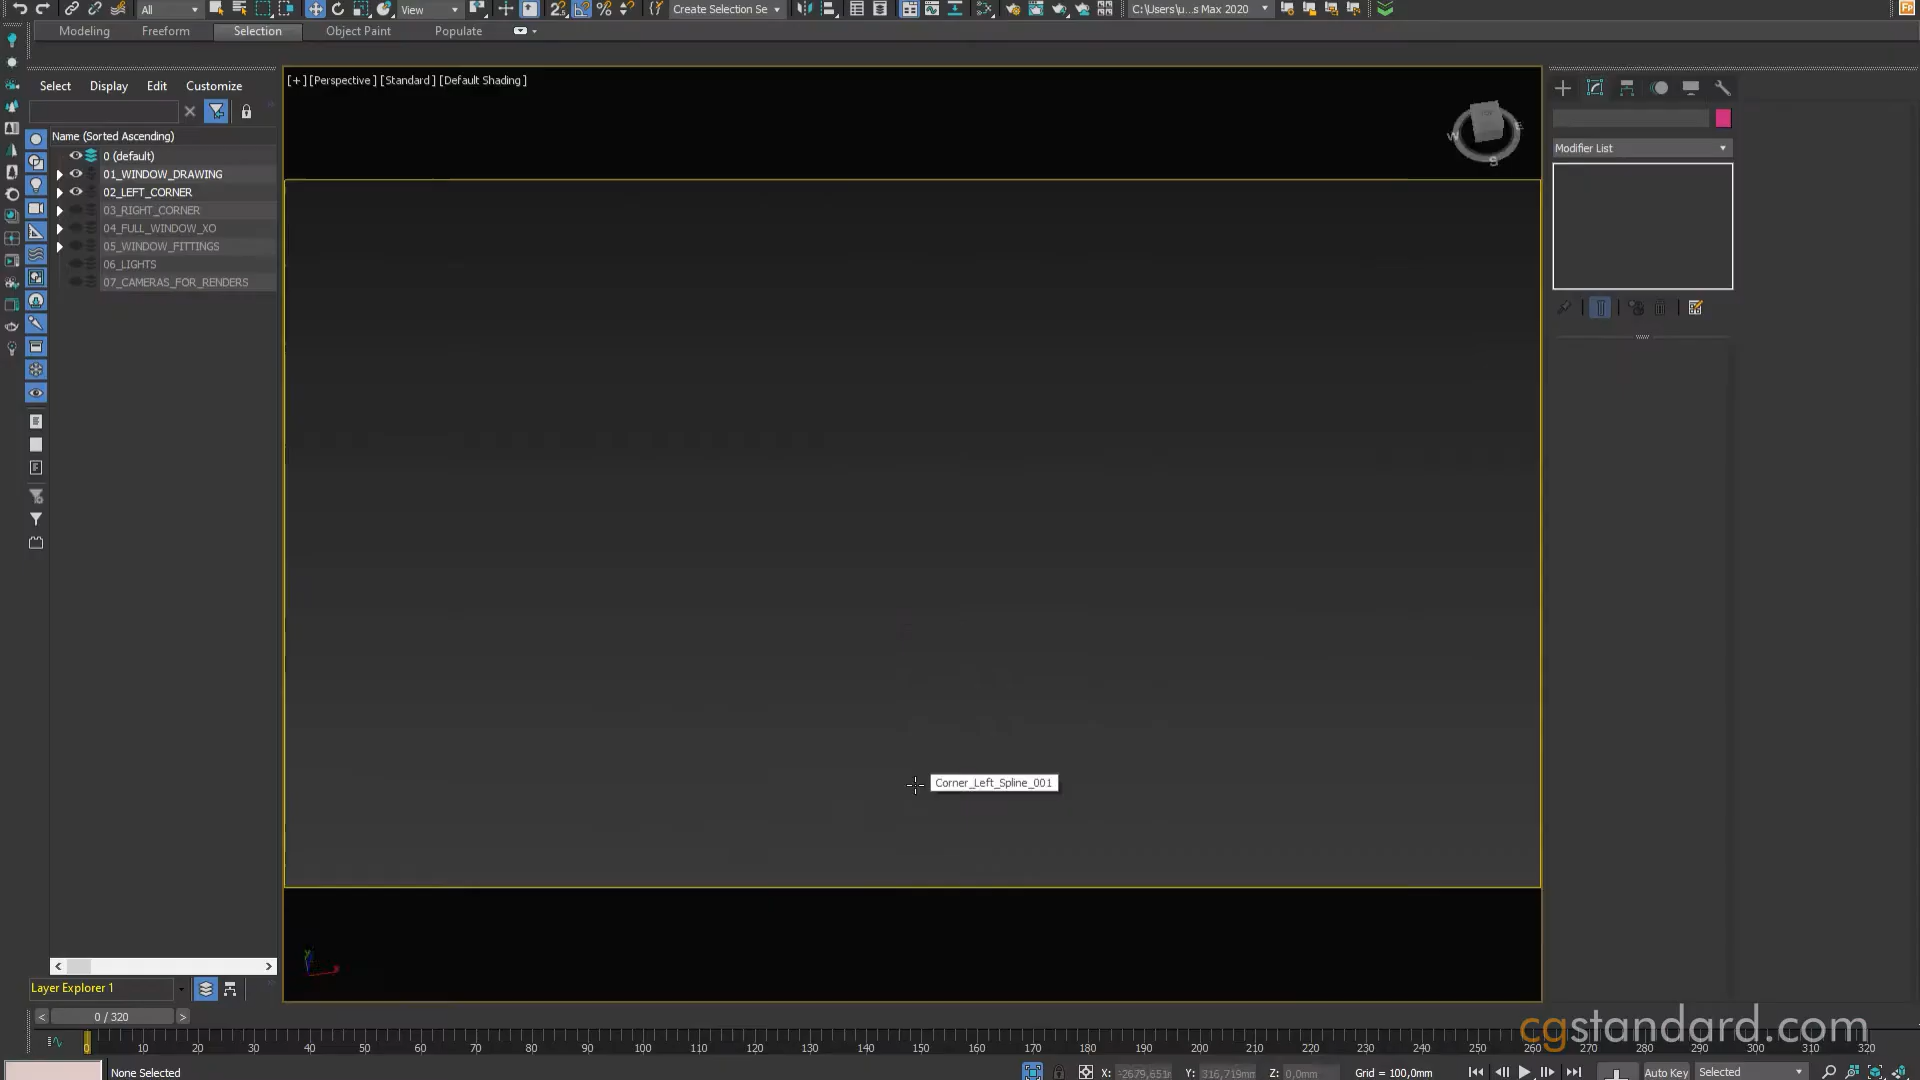 All
View
Create Selection Se
C:\Users\u...s Max 2020
Modeling
Freeform
Selection
Object Paint
Populate
Select
Display
Edit
Customize
[+] [Perspective] [Standard] [Default Shading]
Name (Sorted Ascending)
0 (default)
01_WINDOW_DRAWING
02_LEFT_CORNER
03_RIGHT_CORNER
04_FULL_WINDOW_XO
05_WINDOW_FITTINGS
06_LIGHTS
07_CAMERAS_FOR_RENDERS
W
S
Modifier List
Corner_Left_Spline_001
Layer Explorer 1
< 0 / 320 >
cgstandard.com
0 10 20 30 40 50 60 70 80 90 100 110 120 130 140 150 160 170 180 190 200 210 220 230 240 250 260 270 280 290 300 310 320
None Selected
X: -2679,651m
Y: 316,719mm
Z: 0,0mm
Grid = 100,0mm
Auto Key
Selected